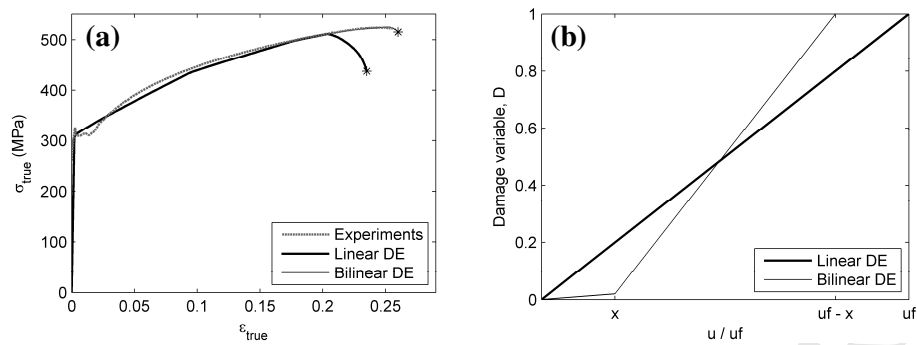 (a)
500
400
300
200
100
0
σtrue (MPa)
0 0.05 0.1 0.15 0.2 0.25
εtrue
Experiments
Linear DE
Bilinear DE
(b)
1
0.8
0.6
0.4
0.2
0
Damage variable, D
x uf - x uf
u / uf
Linear DE
Bilinear DE